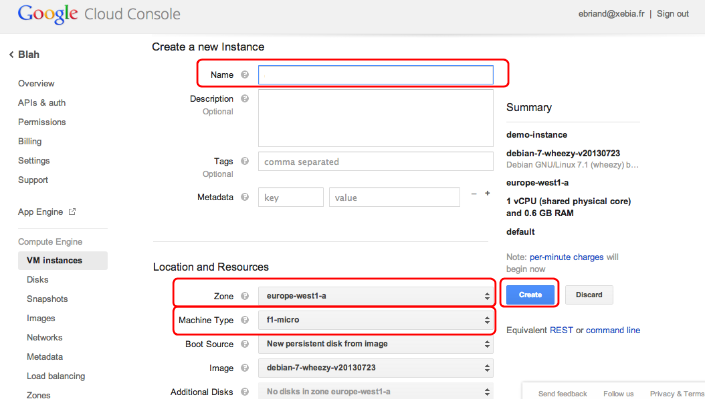 Google Cloud Console
ebriand@xebia.fr | Sign out
< Blah
Overview
APIs & auth
Permissions
Billing
Settings
Support
App Engine
Compute Engine
VM instances
Disks
Snapshots
Images
Networks
Metadata
Load balancing
Zones
Create a new Instance
Name
Description
Optional
Tags
Optional
comma separated
Metadata
key
value
− +
Location and Resources
Zone
europe-west1-a
Machine Type
f1-micro
Boot Source
New persistent disk from image
Image
debian-7-wheezy-v20130723
Additional Disks
No disks in zone europe-west1-a
Summary
demo-instance
debian-7-wheezy-v20130723
Debian GNU/Linux 7.1 (wheezy) b...
europe-west1-a
1 vCPU (shared physical core)
and 0.6 GB RAM
default
Note: per-minute charges will
begin now
Create
Discard
Equivalent REST or command line
Send feedback
Follow us
Privacy & Terms